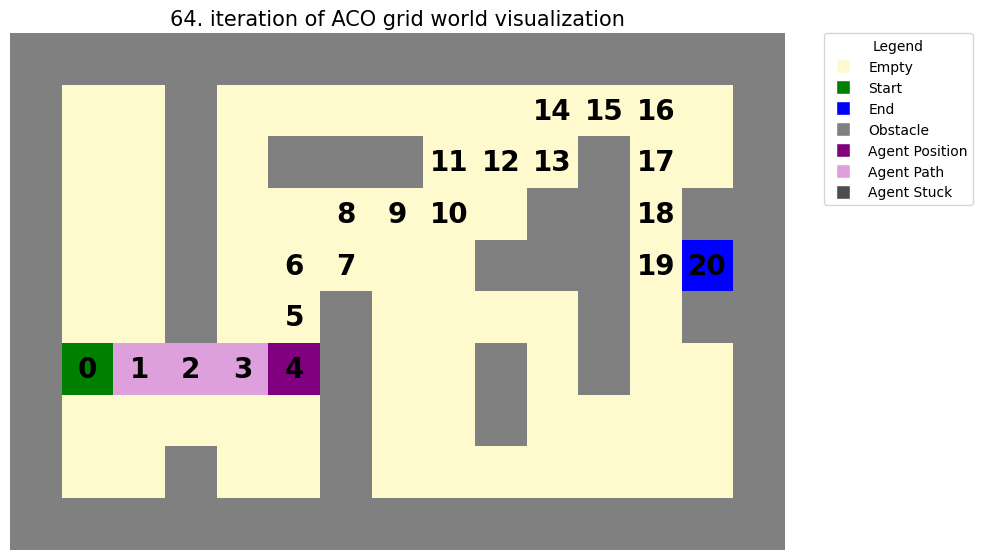 64. iteration of ACO grid world visualization
14 15 16
11 12 13 17
8 9 10 18
6 7 19 20
5
0 1 2 3 4
Legend
Empty
Start
End
Obstacle
Agent Position
Agent Path
Agent Stuck